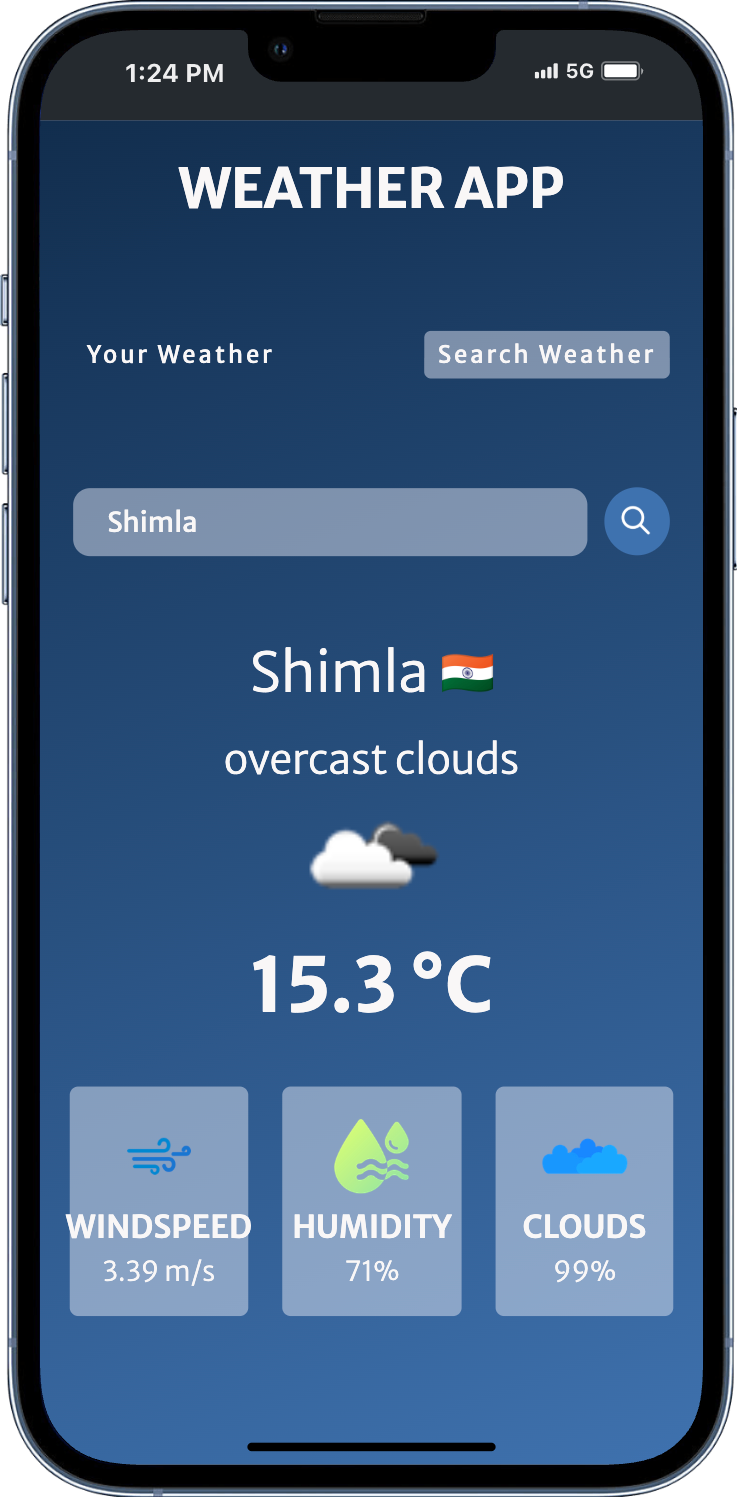 1:24 PM 5G
WEATHER APP
Your Weather Search Weather
Shimla
Shimla
overcast clouds
15.3 °C
WINDSPEED HUMIDITY CLOUDS
3.39 m/s 71% 99%